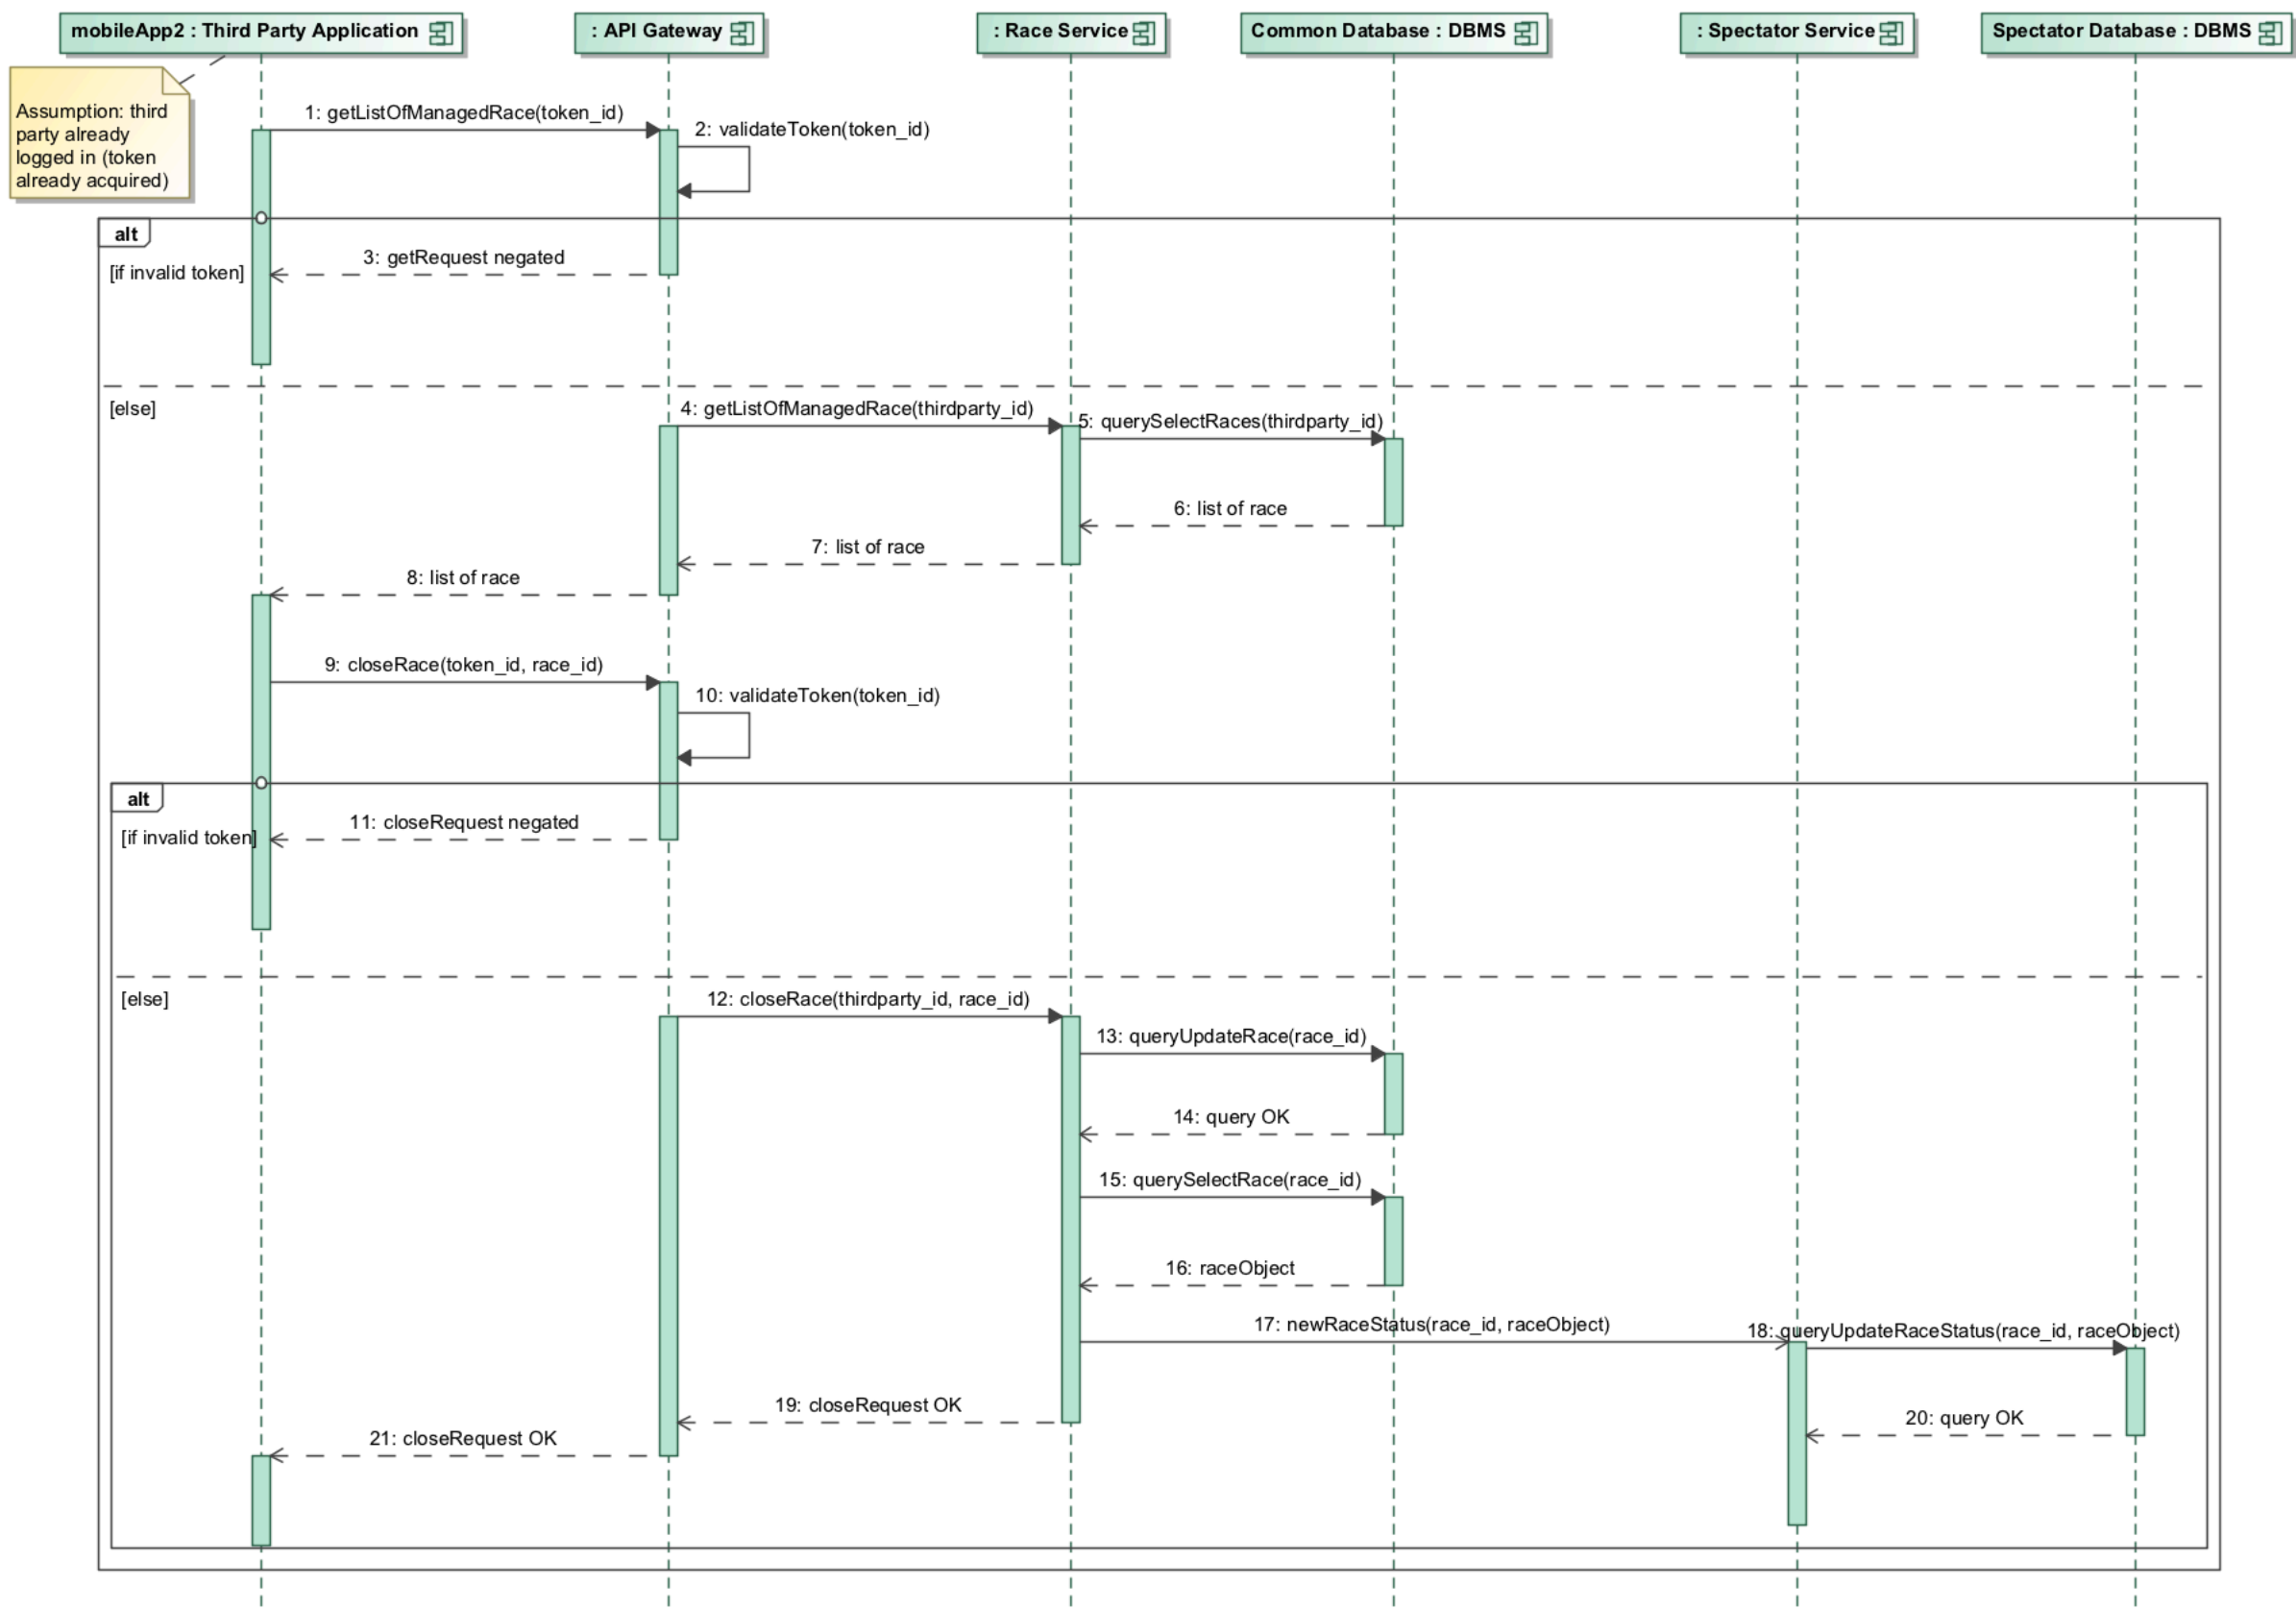 mobileApp2 : Third Party Application
: API Gateway
: Race Service
Common Database : DBMS
: Spectator Service
Spectator Database : DBMS
Assumption: third
party already
logged in (token
already acquired)
1: getListOfManagedRace(token_id)
2: validateToken(token_id)
alt
3: getRequest negated
[if invalid token]
[else]
4: getListOfManagedRace(thirdparty_id)
5: querySelectRaces(thirdparty_id)
6: list of race
7: list of race
8: list of race
9: closeRace(token_id, race_id)
10: validateToken(token_id)
alt
11: closeRequest negated
[if invalid token]
[else]
12: closeRace(thirdparty_id, race_id)
13: queryUpdateRace(race_id)
14: query OK
15: querySelectRace(race_id)
16: raceObject
17: newRaceStatus(race_id, raceObject)
18: queryUpdateRaceStatus(race_id, raceObject)
19: closeRequest OK
20: query OK
21: closeRequest OK